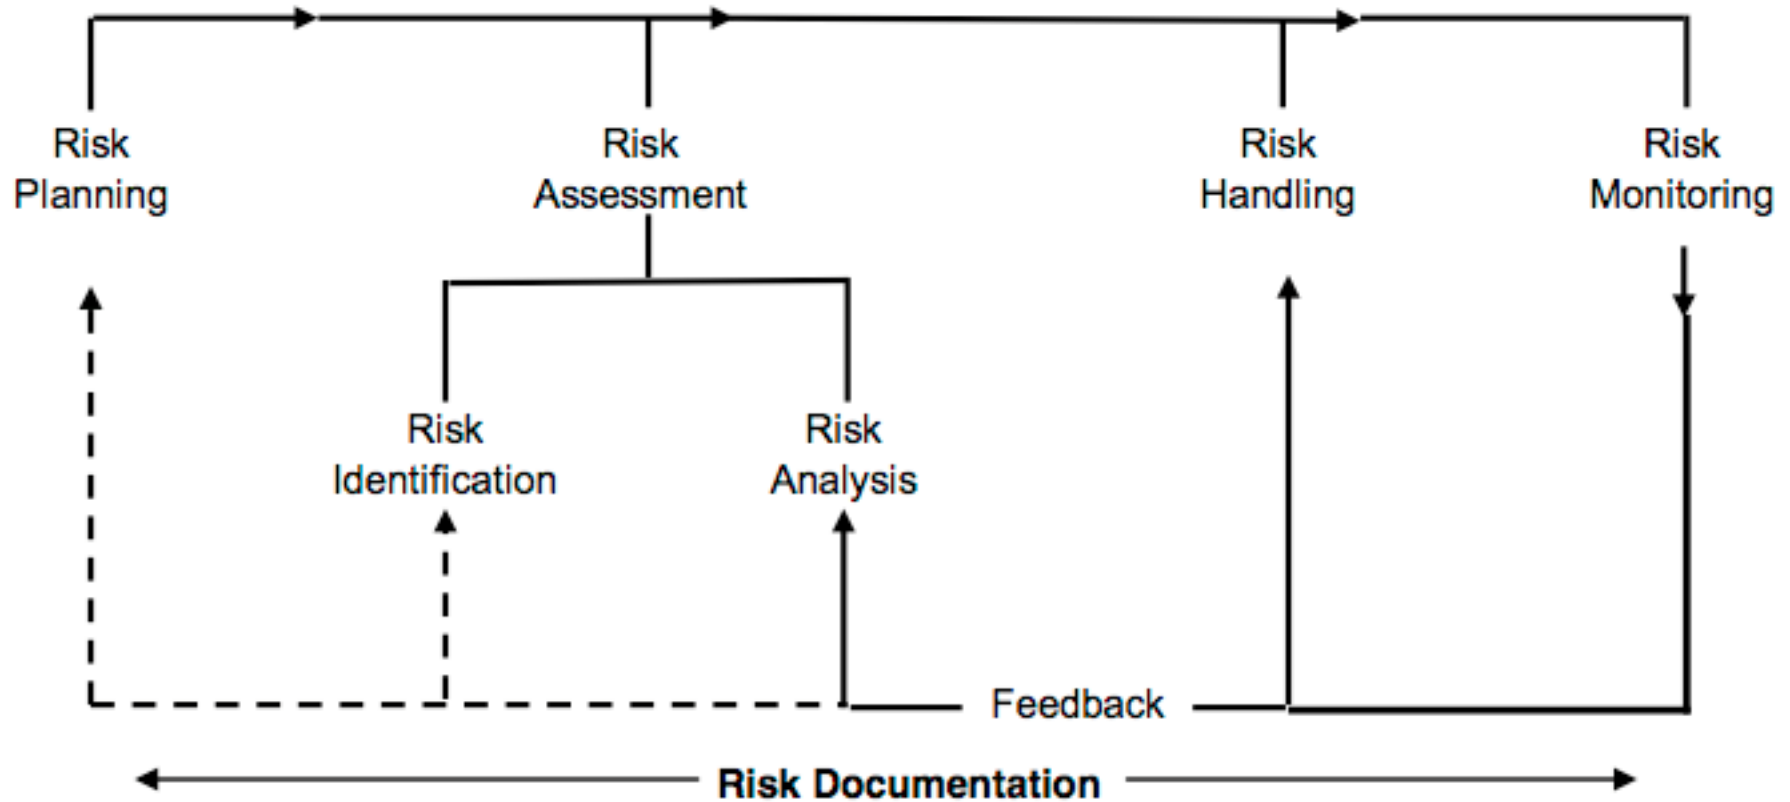 Risk
Planning
Risk
Assessment
Risk
Handling
Risk
Monitoring
Risk
Identification
Risk
Analysis
Feedback
Risk Documentation